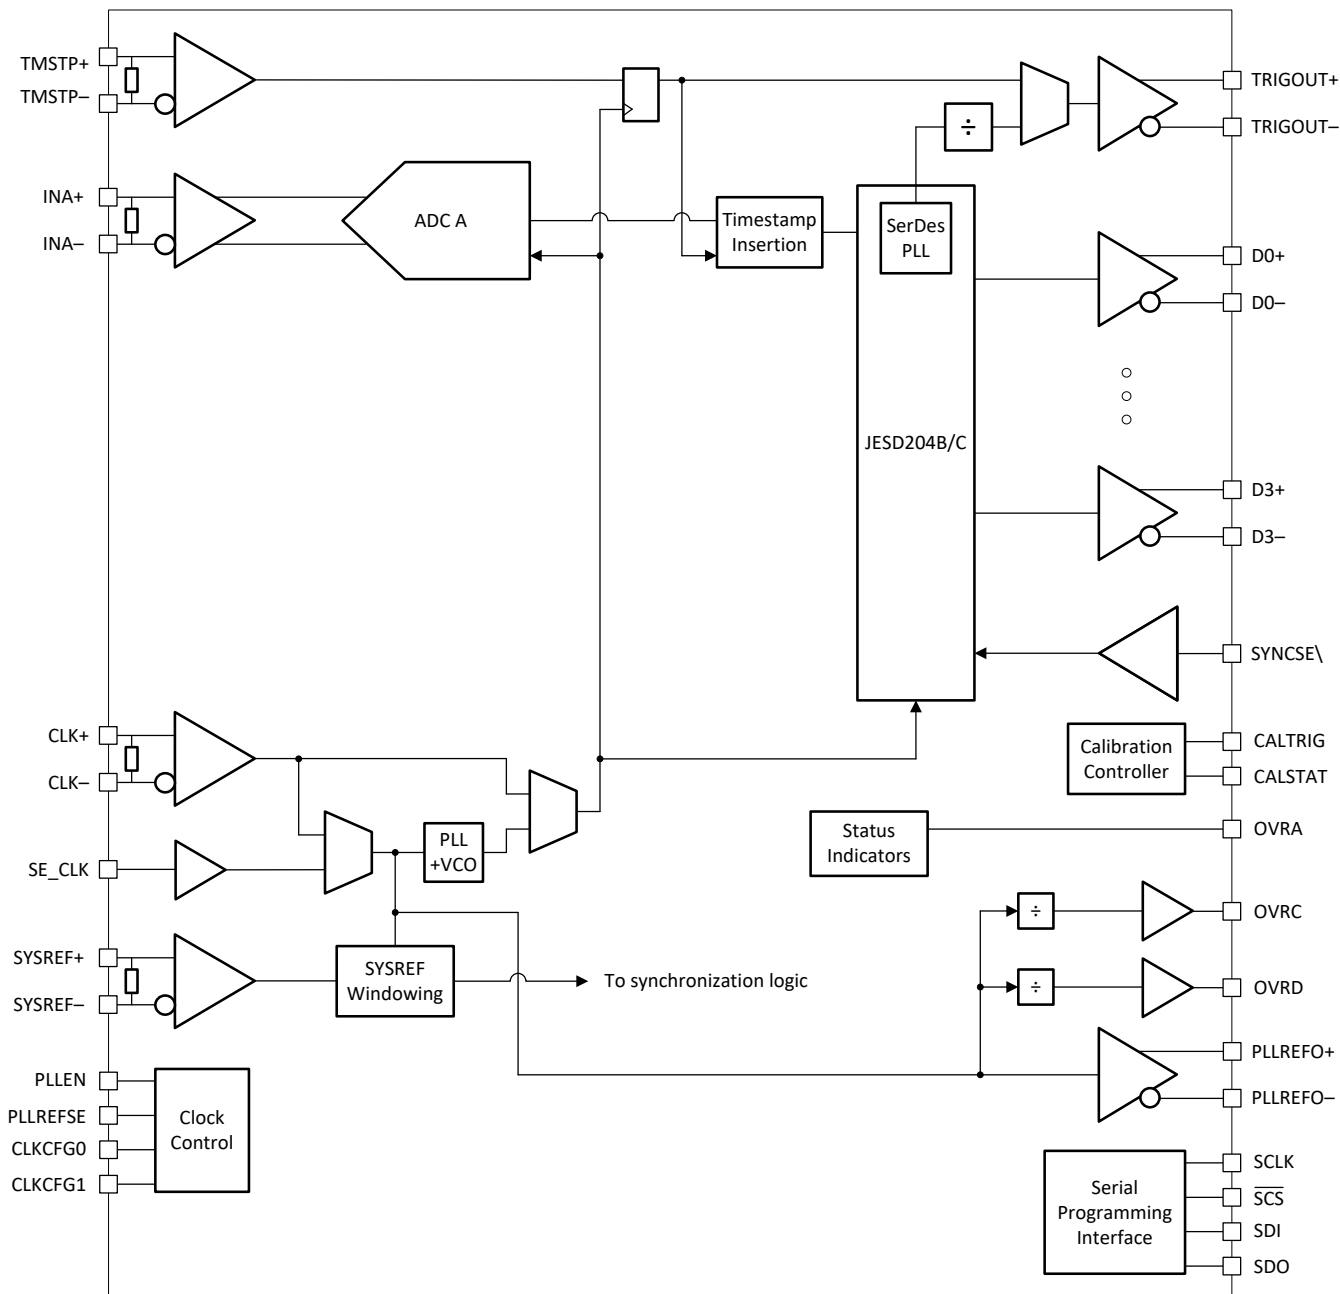 TMSTP+
TMSTP–
TRIGOUT+
÷
TRIGOUT–
INA+
INA–
ADC A
Timestamp
Insertion
SerDes
PLL
D0+
D0–
JESD204B/C
D3+
D3–
SYNCSE\
CLK+
CLK–
Calibration
Controller
CALTRIG
CALSTAT
SE_CLK
PLL
+VCO
Status
Indicators
OVRA
÷
OVRC
SYSREF+
SYSREF–
SYSREF
Windowing
To synchronization logic
÷
OVRD
PLLREFO+
PLLREFO–
PLLEN
PLLREFSE
CLKCFG0
CLKCFG1
Clock
Control
Serial
Programming
Interface
SCLK
SCS
SDI
SDO